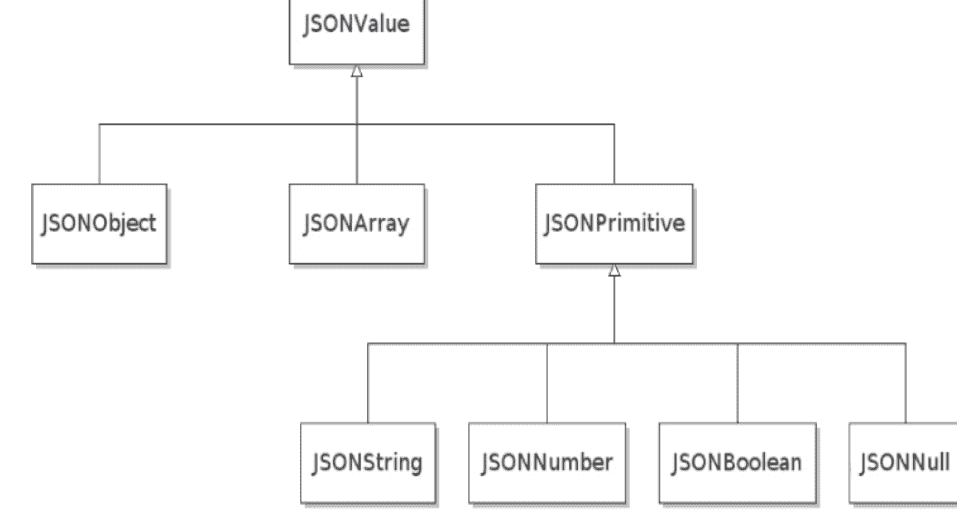 JSONValue
JSONObject
JSONArray
JSONPrimitive
JSONString
JSONNumber
JSONBoolean
JSONNull